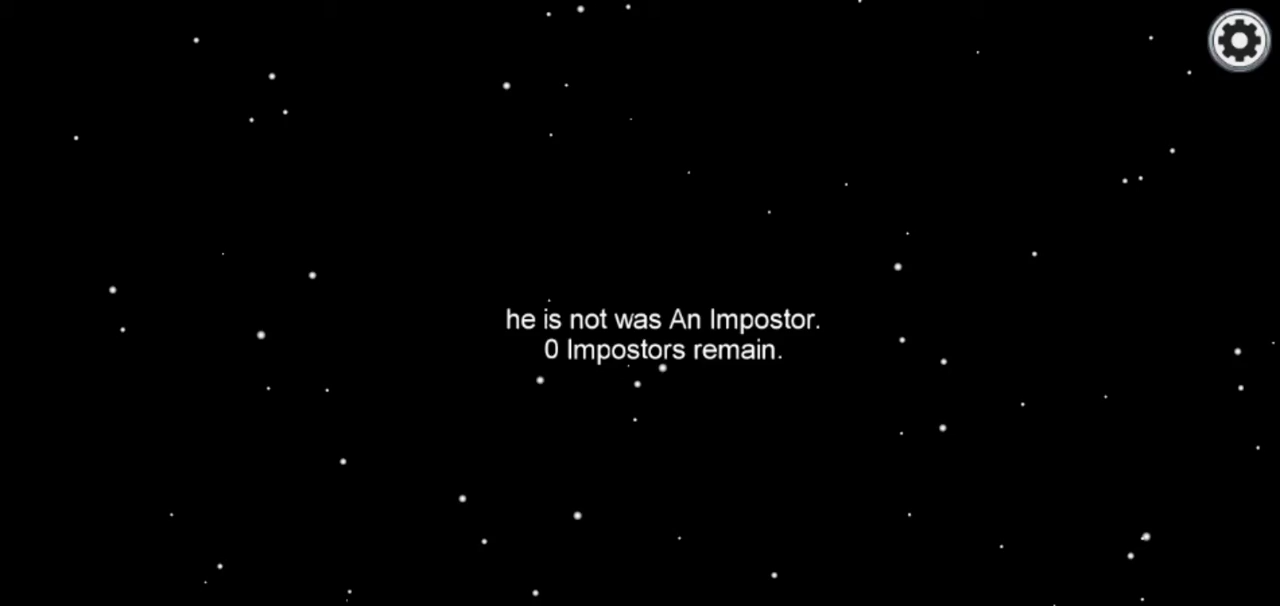 he is not was An Impostor.
0 Impostors remain.